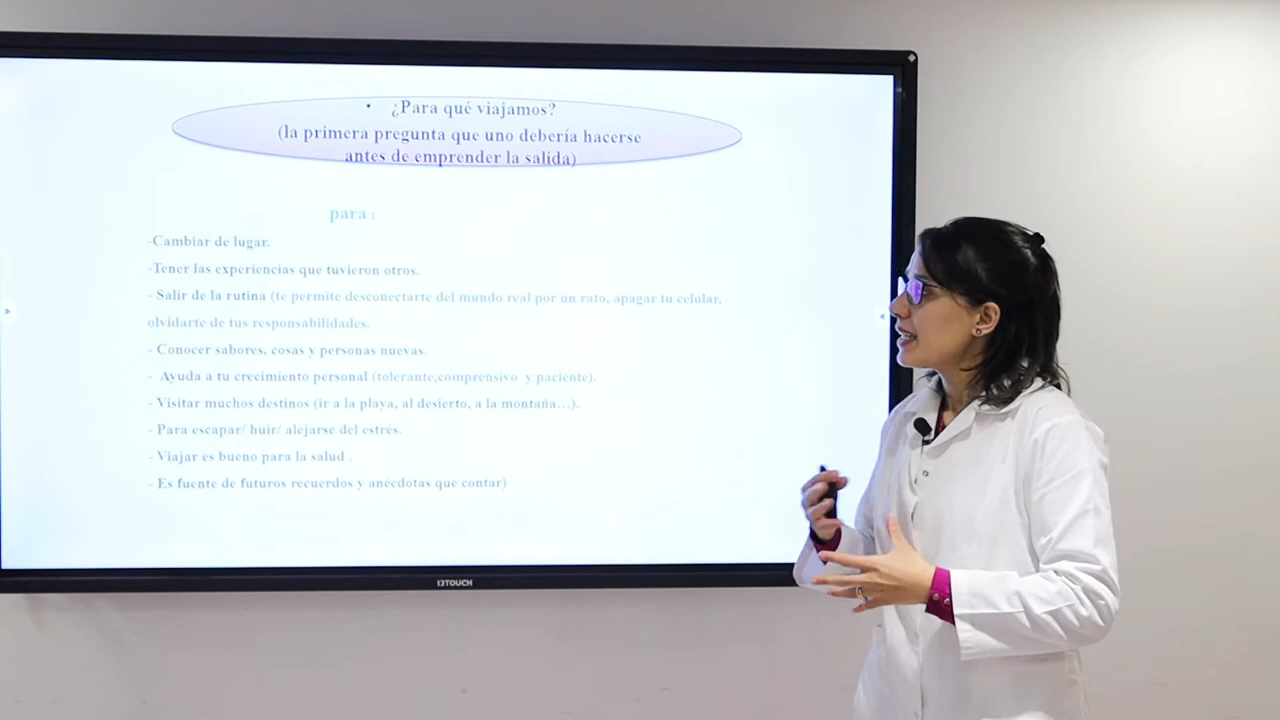 • ¿Para qué viajamos?
(la primera pregunta que uno debería hacerse
antes de emprender la salida)
para :
-Cambiar de lugar.
-Tener las experiencias que tuvieron otros.
- Salir de la rutina (te permite desconectarte del mundo real por un rato, apagar tu celular,
olvidarte de tus responsabilidades.
- Conocer sabores, cosas y personas nuevas.
- Ayuda a tu crecimiento personal (tolerante,comprensivo y paciente).
- Visitar muchos destinos (ir a la playa, al desierto, a la montaña...).
- Para escapar/ huir/ alejarse del estrés.
- Viajar es bueno para la salud .
- Es fuente de futuros recuerdos y anécdotas que contar)
I3TOUCH